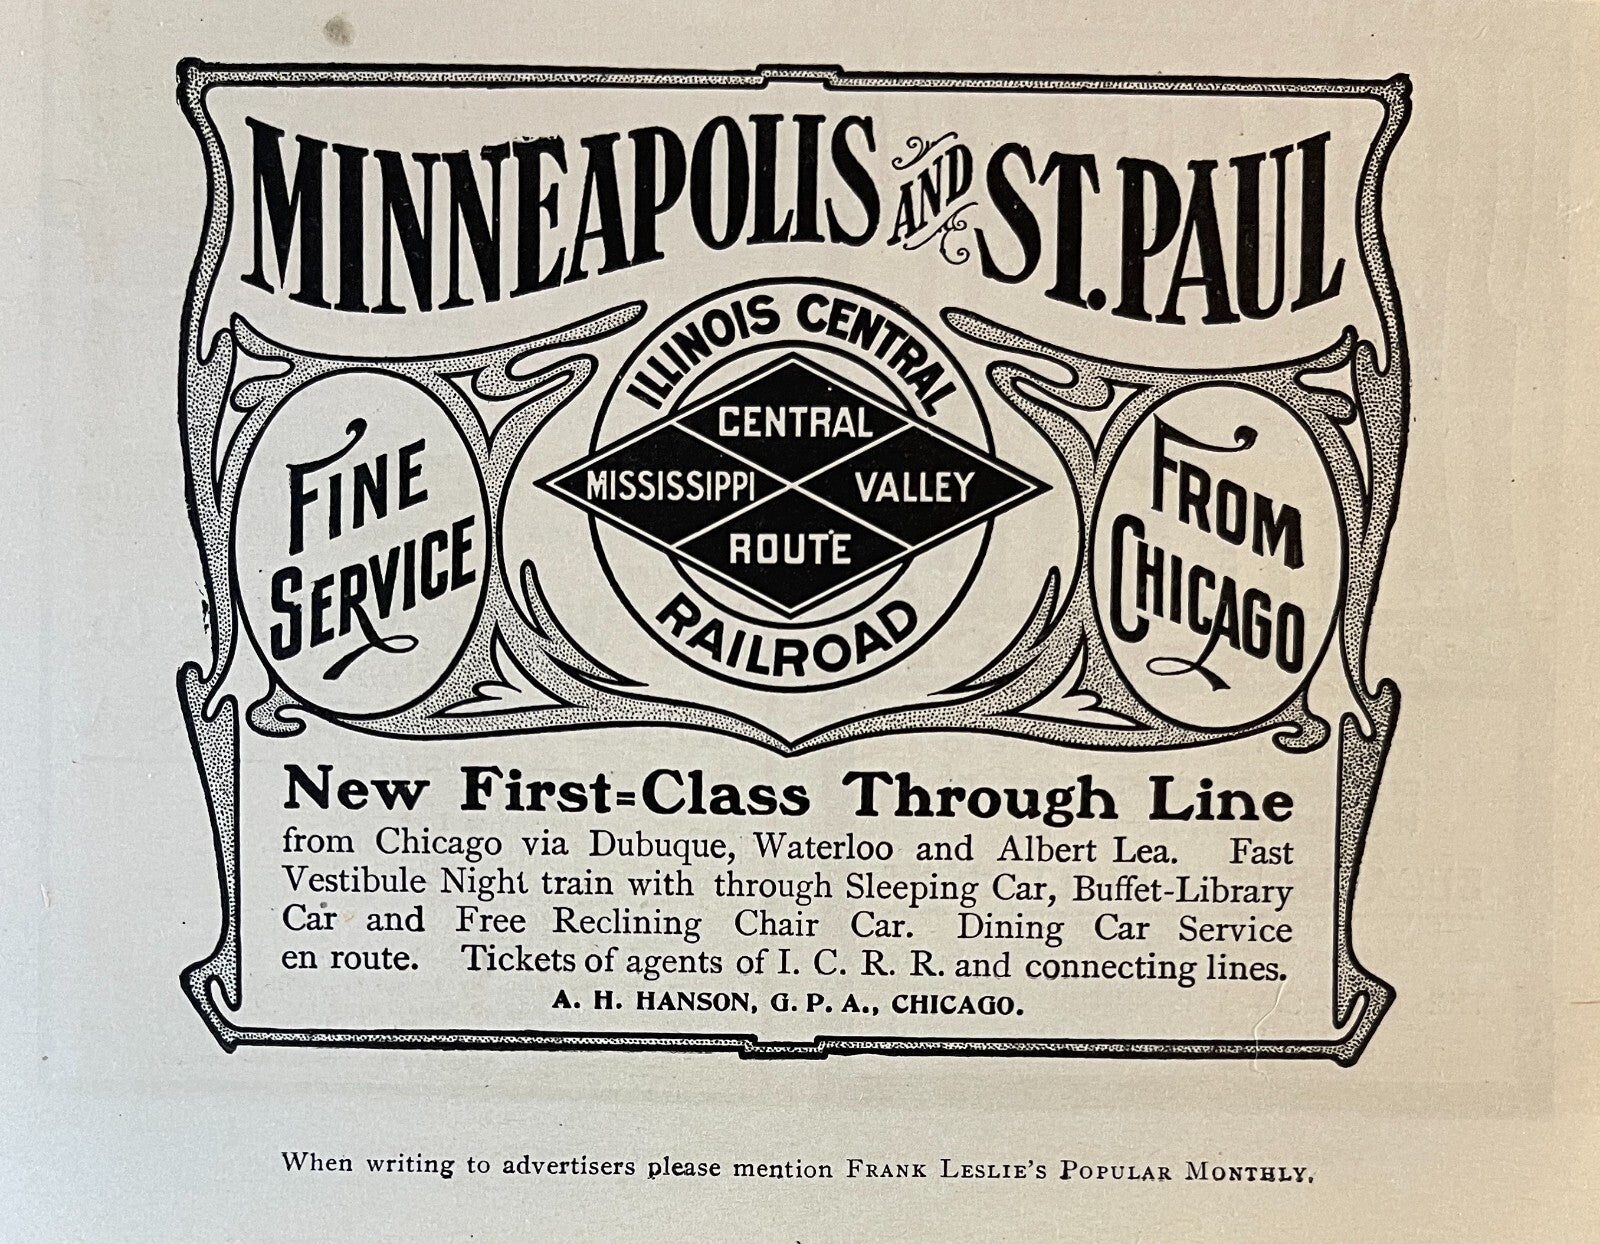 MINNEAPOLIS AND ST. PAUL
FINE
SERVICE
ILLINOIS CENTRAL
CENTRAL
MISSISSIPPI VALLEY
ROUTE
RAILROAD
FROM
CHICAGO
New First=Class Through Line
from Chicago via Dubuque, Waterloo and Albert Lea. Fast
Vestibule Night train with through Sleeping Car, Buffet-Library
Car and Free Reclining Chair Car. Dining Car Service
en route. Tickets of agents of I. C. R. R. and connecting lines.
A. H. HANSON, G. P. A., CHICAGO.
When writing to advertisers please mention FRANK LESLIE'S POPULAR MONTHLY.